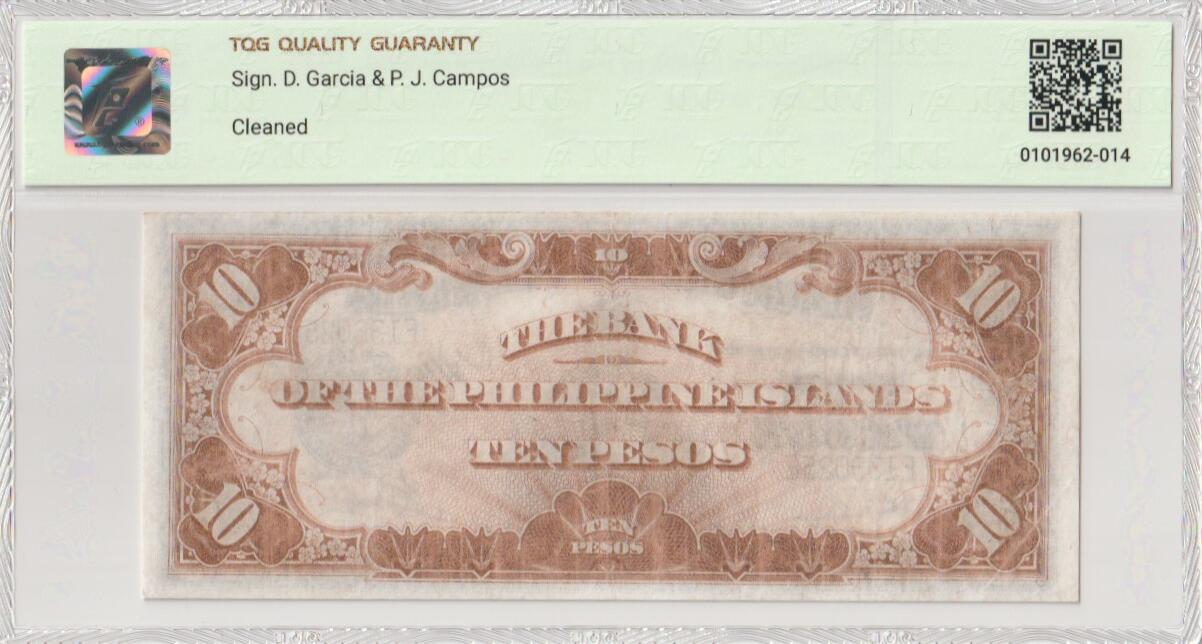 TQG QUALITY GUARANTY
Sign. D. Garcia & P. J. Campos
Cleaned
0101962-014
10
10
10
THE BANK
OF THE PHILIPPINE ISLANDS
TEN PESOS
10
TEN
PESOS
10